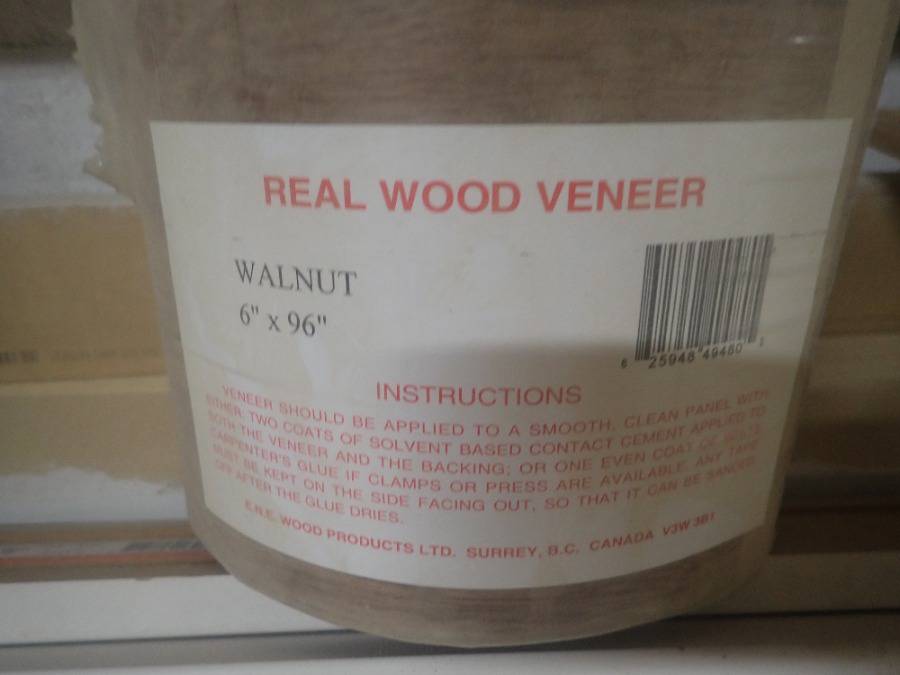 REAL WOOD VENEER
WALNUT
6" x 96"
6 25948 49480 1
INSTRUCTIONS
VENEER SHOULD BE APPLIED TO A SMOOTH, CLEAN PANEL WITH
EITHER: TWO COATS OF SOLVENT BASED CONTACT CEMENT APPLIED TO
BOTH THE VENEER AND THE BACKING; OR ONE EVEN COAT OF
CARPENTER'S GLUE IF CLAMPS OR PRESS ARE AVAILABLE. ANY TAPE
MUST BE KEPT ON THE SIDE FACING OUT, SO THAT IT CAN BE SANDED
OFF AFTER THE GLUE DRIES.
WOOD PRODUCTS LTD. SURREY, B.C. CANADA V3W 3B1